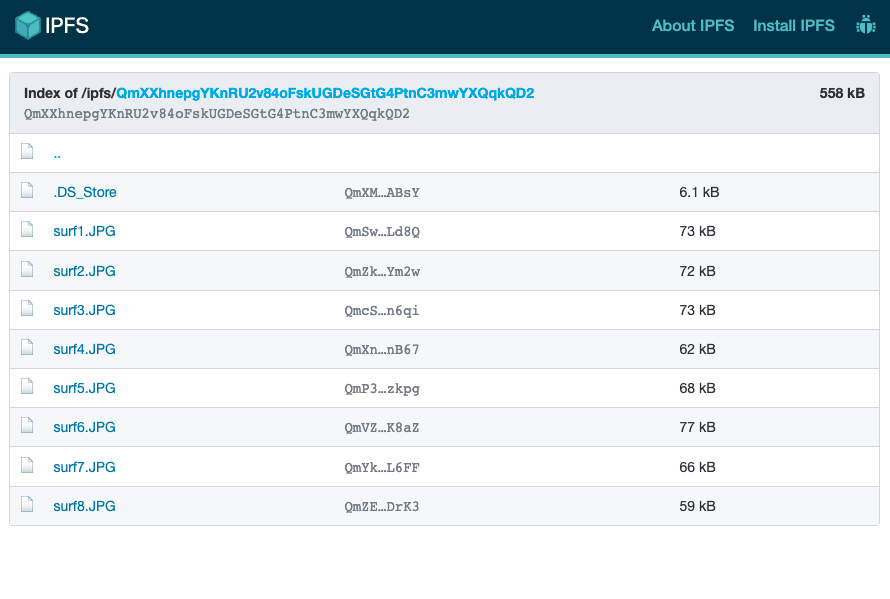 IPFS About IPFS Install IPFS
Index of /ipfs/QmXXhnepgYKnRU2v84oFskUGDeSGtG4PtnC3mwYXQqkQD2 558 kB
QmXXhnepgYKnRU2v84oFskUGDeSGtG4PtnC3mwYXQqkQD2
..
.DS_Store QmXM…ABsY 6.1 kB
surf1.JPG QmSw…Ld8Q 73 kB
surf2.JPG QmZk…Ym2w 72 kB
surf3.JPG QmcS…n6qi 73 kB
surf4.JPG QmXn…nB67 62 kB
surf5.JPG QmP3…zkpg 68 kB
surf6.JPG QmVZ…K8aZ 77 kB
surf7.JPG QmYk…L6FF 66 kB
surf8.JPG QmZE…DrK3 59 kB